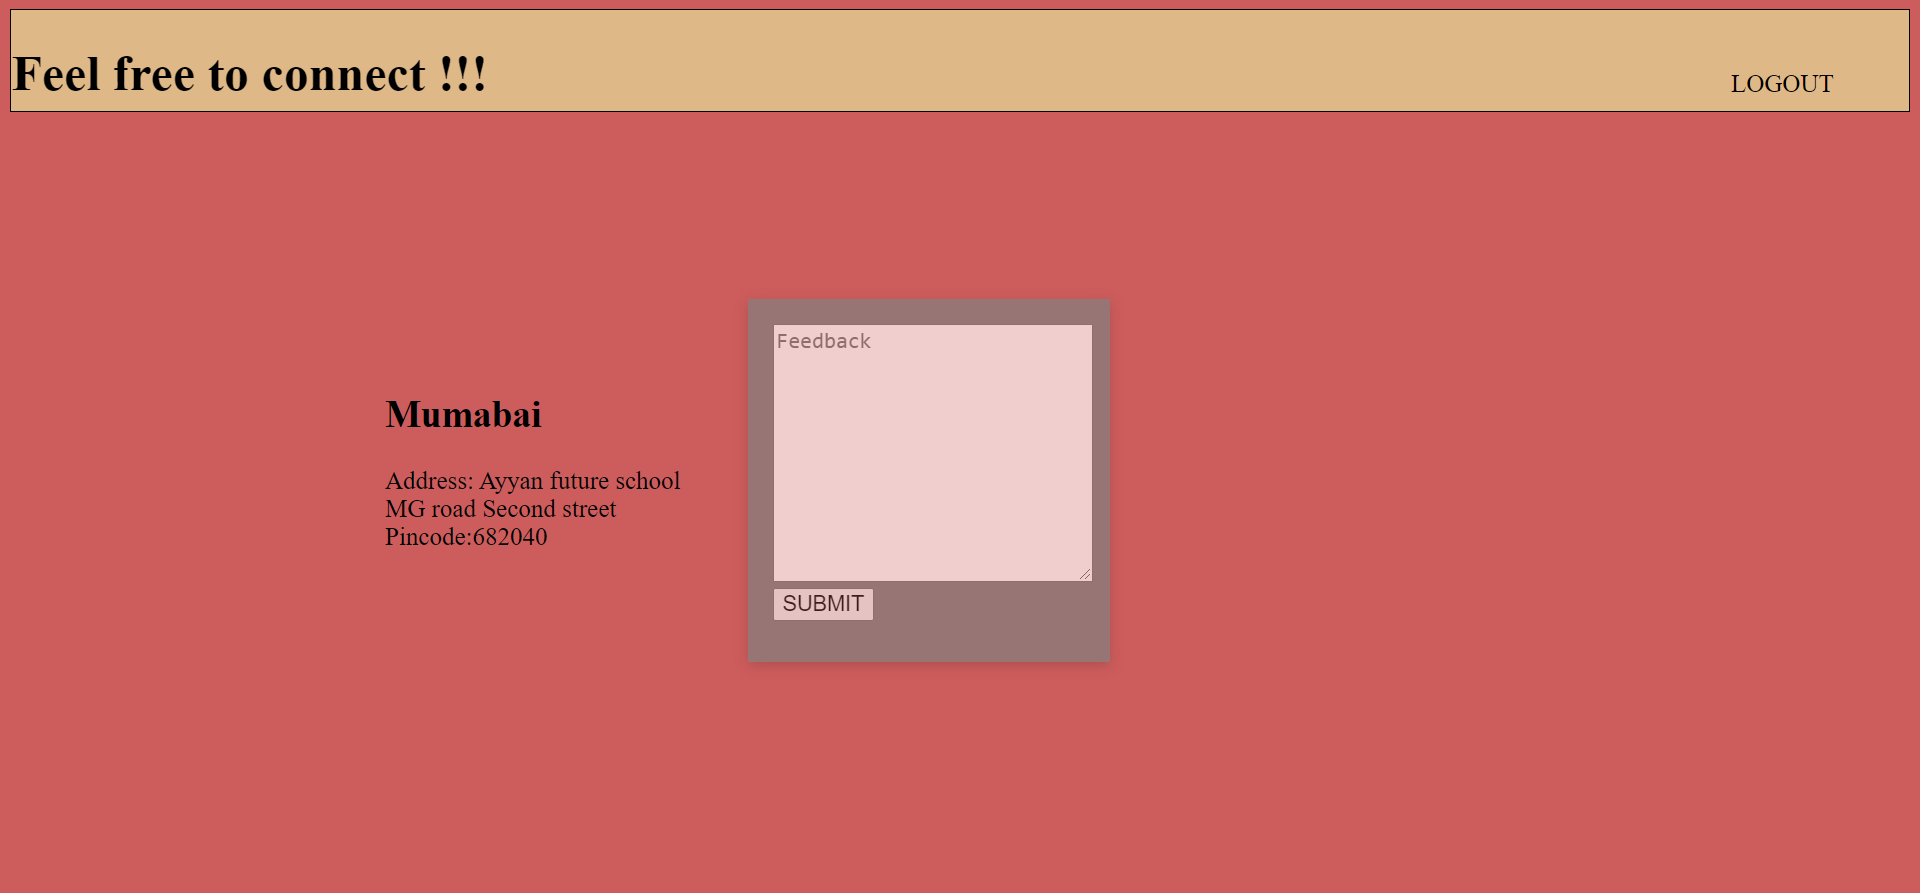 Feel free to connect !!!
LOGOUT
Mumabai
Address: Ayyan future school
MG road Second street
Pincode:682040
Feedback
SUBMIT